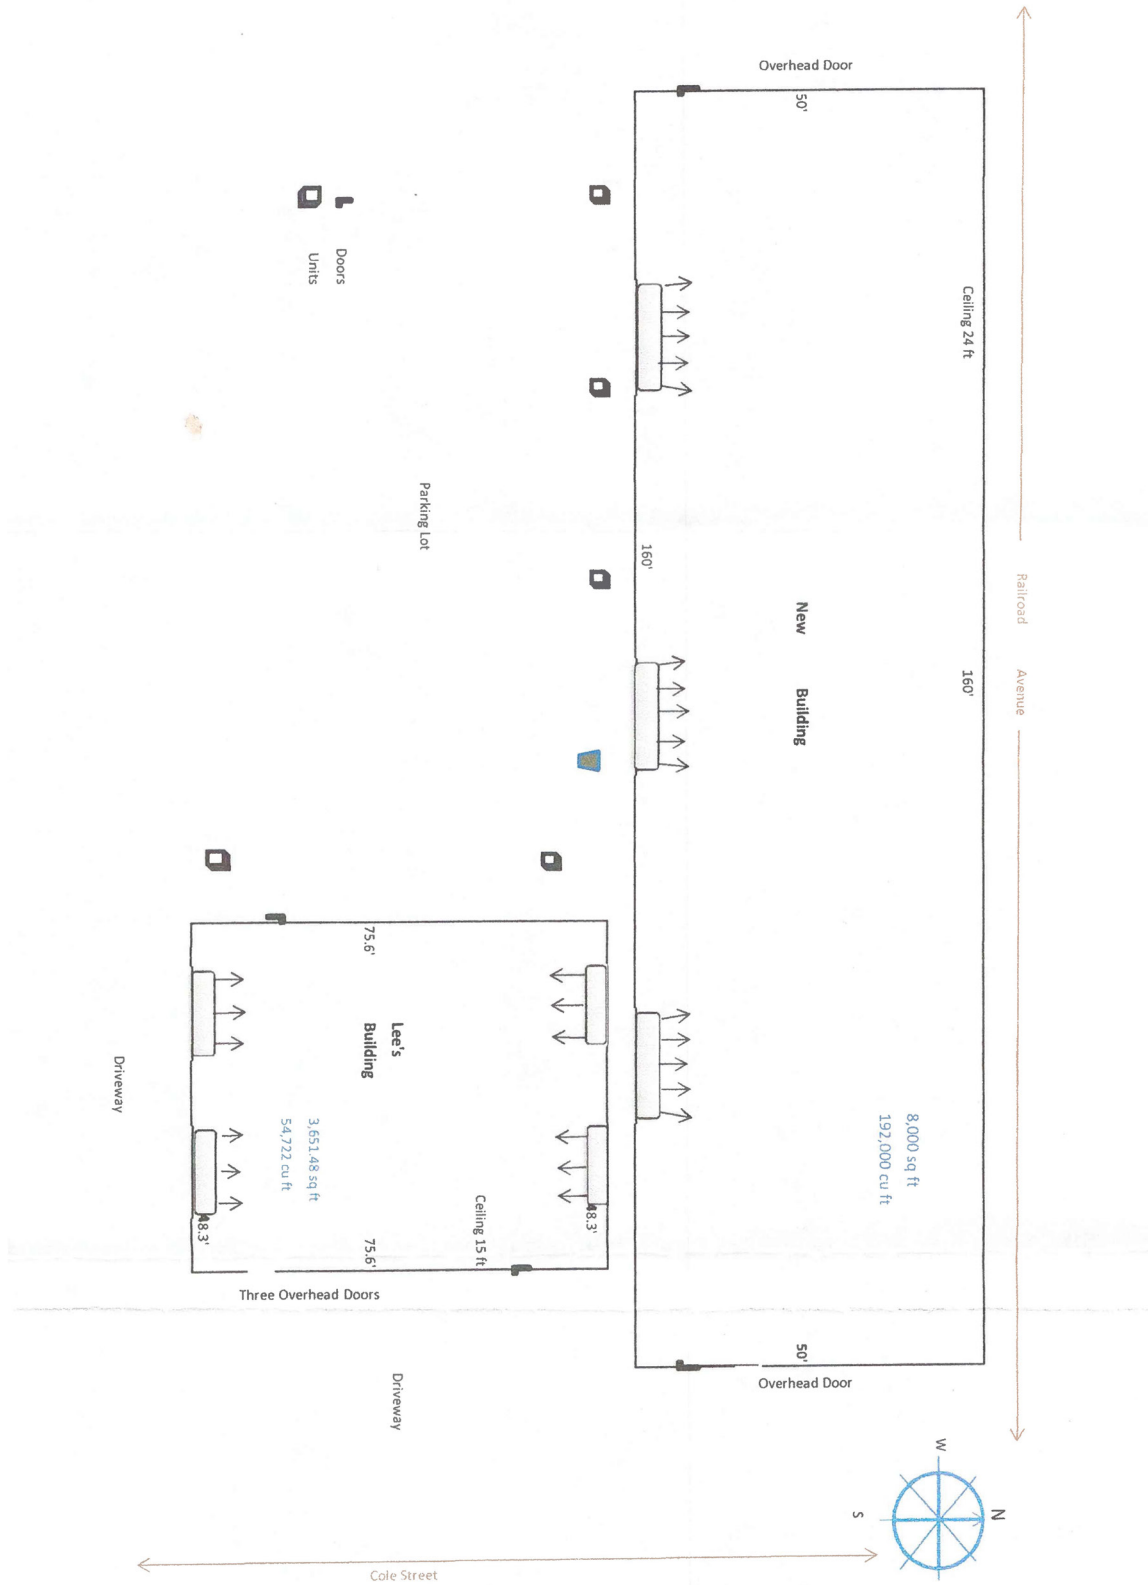 Overhead Door
50'
Ceiling 24 ft
160'
160'
New Building
8,000 sq ft
192,000 cu ft
50'
Overhead Door
Railroad Avenue
Doors
Units
Parking Lot
75.6'
Lee's
Building
3,651.48 sq ft
54,722 cu ft
Ceiling 15 ft
48.3'
48.3'
75.6'
Three Overhead Doors
Driveway
Driveway
W
N
S
Cole Street